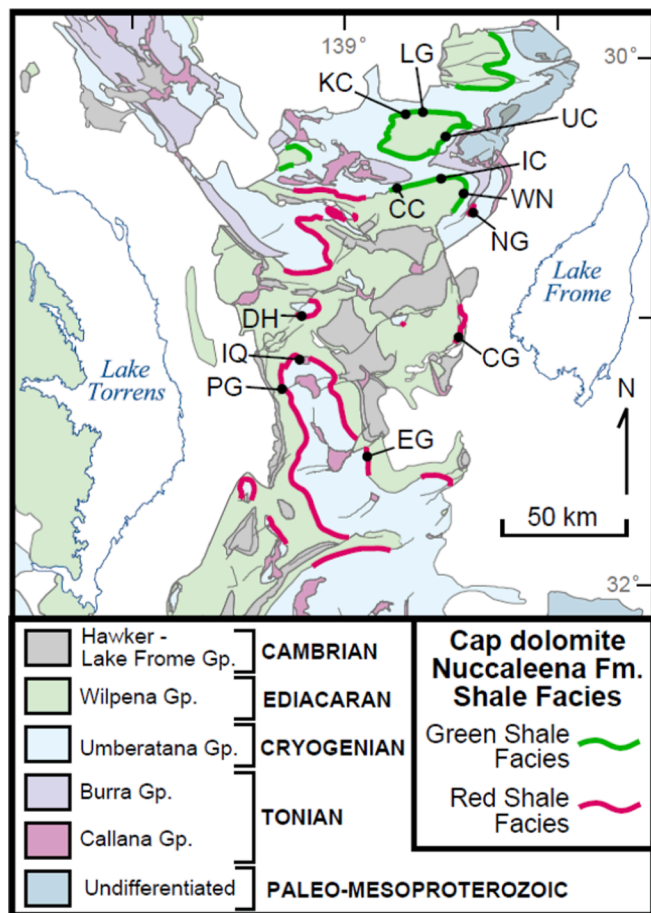 139°
30°
LG
KC
UC
IC
WN
CC
NG
Lake
Frome
DH
CG
IQ
Lake
Torrens
PG
N
EG
50 km
32°
Hawker -
Lake Frome Gp.
CAMBRIAN
Wilpena Gp.
EDIACARAN
Umberatana Gp.
CRYOGENIAN
Burra Gp.
TONIAN
Callana Gp.
Undifferentiated
PALEO-MESOPROTEROZOIC
Cap dolomite
Nuccaleena Fm.
Shale Facies
Green Shale
Facies
Red Shale
Facies